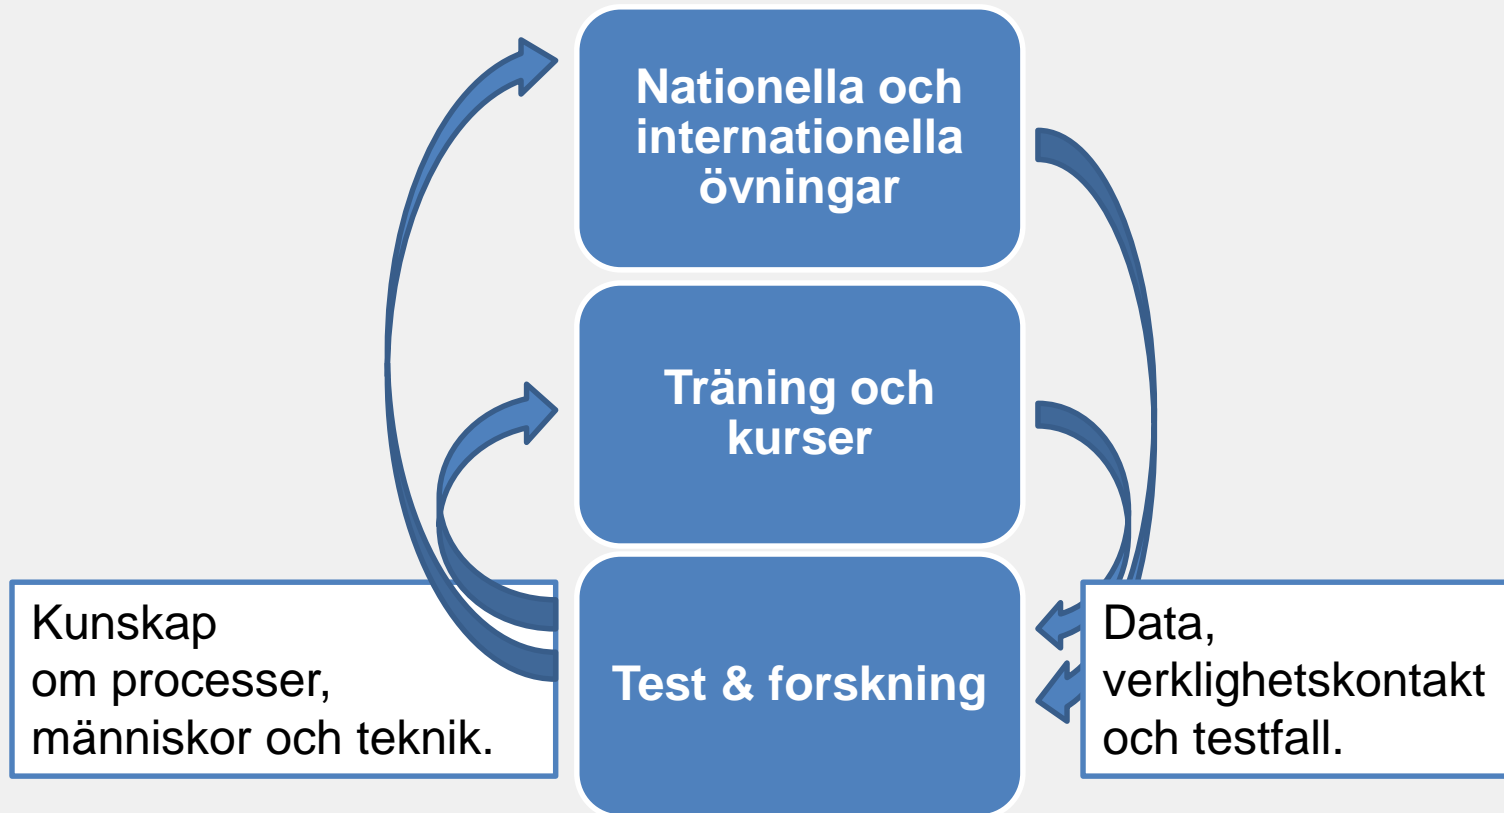 Nationella och
internationella
övningar
Träning och
kurser
Test & forskning
Kunskap
om processer,
människor och teknik.
Data,
verklighetskontakt
och testfall.